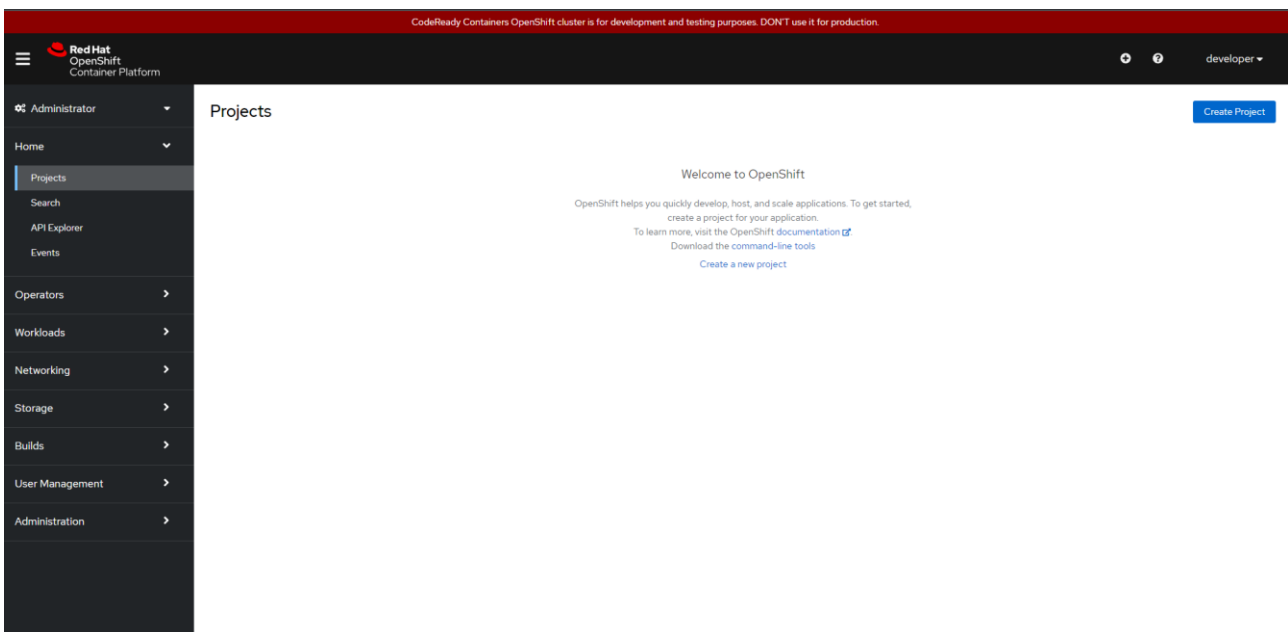 CodeReady Containers OpenShift cluster is for development and testing purposes. DON'T use it for production.
Red Hat
OpenShift
Container Platform
developer
Administrator
Home
Projects
Search
API Explorer
Events
Operators
Workloads
Networking
Storage
Builds
User Management
Administration
Projects
Create Project
Welcome to OpenShift
OpenShift helps you quickly develop, host, and scale applications. To get started,
create a project for your application.
To learn more, visit the OpenShift documentation
Download the command-line tools
Create a new project